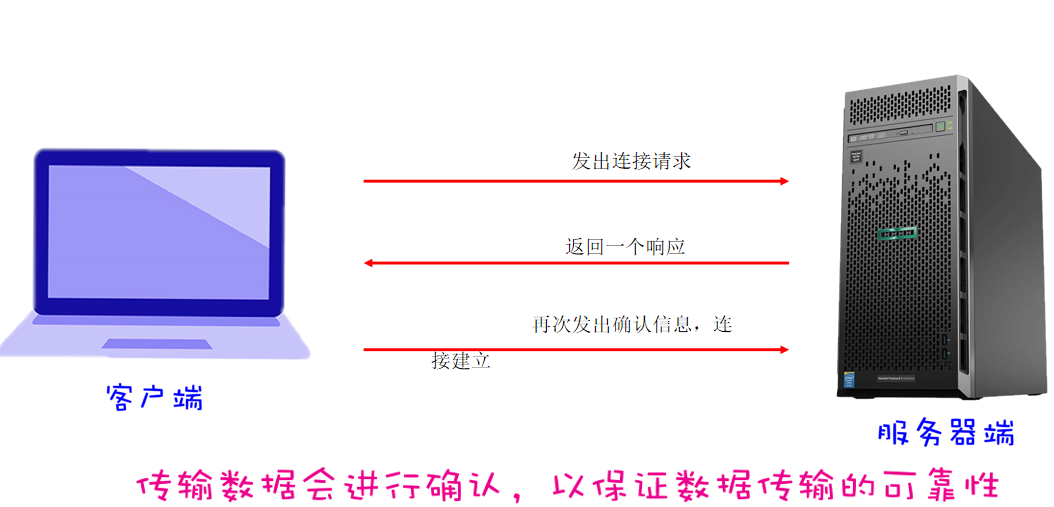 发出连接请求
返回一个响应
再次发出确认信息，连
接建立
客户端
服务器端
传输数据会进行确认，以保证数据传输的可靠性